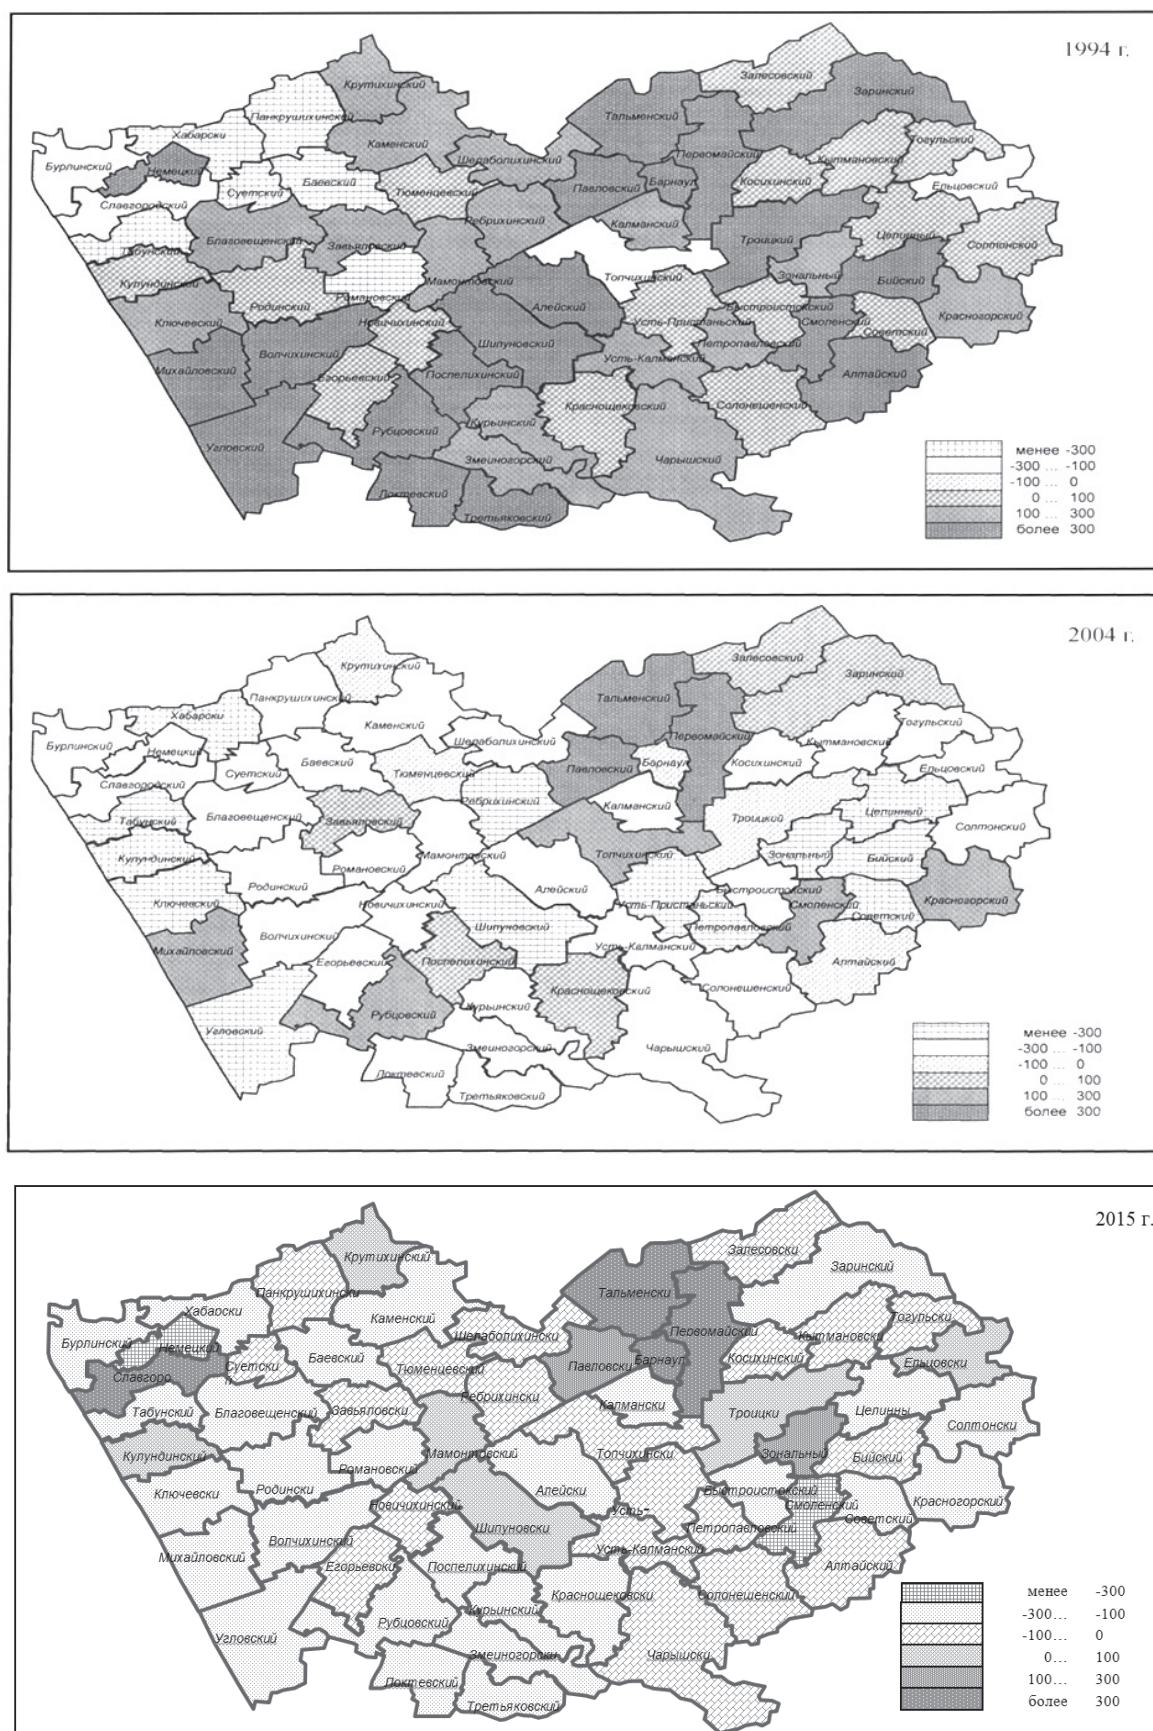 1994 г.
Залесовский
Крутихинский
Заринский
Панкрушихинский
Тальменский
Хабарски
Каменский
Тогульский
Шелаболихинский
Первомайский
Кытмановский
Бурлинский
Немецкий
Баевский
Тюменцевский
Павловский
Барнаул
Косихинский
Ельцовский
Суетский
Славгородский
Ребрихинский
Калманский
Троицкий
Целинный
Солтонский
Благовещенский
Завьяловский
Табунский
Кулундинский
Мамонтовский
Топчихинский
Зональный
Бийский
Романовский
Родинский
Алейский
Быстроистокский
Красногорский
Ключевский
Новичихинский
Усть-Пристаньский
Смоленский
Советский
Волчихинский
Шипуновский
Петропавловский
Усть-Калманский
Михайловский
Егорьевский
Поспелихинский
Алтайский
Краснощековский
Солонешенский
Угловский
Рубцовский
Курьинский
Змеиногорский
Чарышский
Локтевский
Третьяковский
менее -300
-300 ... -100
-100 ... 0
0 ... 100
100 ... 300
более 300
2004 г.
Залесовский
Крутихинский
Заринский
Панкрушихинский
Тальменский
Хабарски
Каменский
Тогульский
Шелаболихинский
Первомайский
Кытмановский
Бурлинский
Немецкий
Баевский
Барнаул
Косихинский
Ельцовский
Суетский
Тюменцевский
Павловский
Славгородский
Ребрихинский
Калманский
Целинный
Табунский
Благовещенский
Завьяловский
Троицкий
Солтонский
Кулундинский
Мамонтовский
Топчихинский
Зональный
Бийский
Романовский
Родинский
Алейский
Быстроистокский
Ключевский
Новичихинский
Усть-Пристаньский
Смоленский
Красногорский
Советский
Волчихинский
Шипуновский
Петропавловский
Михайловский
Усть-Калманский
Егорьевский
Поспелихинский
Алтайский
Краснощековский
Солонешенский
Угловский
Рубцовский
Курьинский
Змеиногорский
Чарышский
Локтевский
Третьяковский
менее -300
-300 ... -100
-100 ... 0
0 ... 100
100 ... 300
более 300
2015 г.
Залесовски
Крутихинский
Заринский
Панкрушихински
Тальменски
Хабарски
Каменский
Тогульски
Шелаболихински
Первомайский
Кытмановски
Бурлинский
Немецкий
Баевский
Косихинский
Суетски
й
Тюменцевский
Павловски
Барнаул
Ельцовски
Славгоро
Ребрихински
Калмански
Троицки
Целинны
Табунский
Благовещенский
Завьяловски
Солтонски
Кулундинский
Мамонтовский
Топчихински
Зональный
Бийский
Романовский
Ключевски
Родински
Алейски
Быстроистокский
Красногорский
Новичихинский
Усть-
Смоленский
Советский
Шипуновски
Петропавловский
Волчихинский
Усть-Калманский
Михайловский
Егорьевски
Поспелихинский
Алтайский
Краснощековски
Солонешенский
Угловский
Рубцовский
Курьинский
Змеиногорски
Чарышски
Локтевский
Третьяковский
менее -300
-300... -100
-100... 0
0... 100
100... 300
более 300